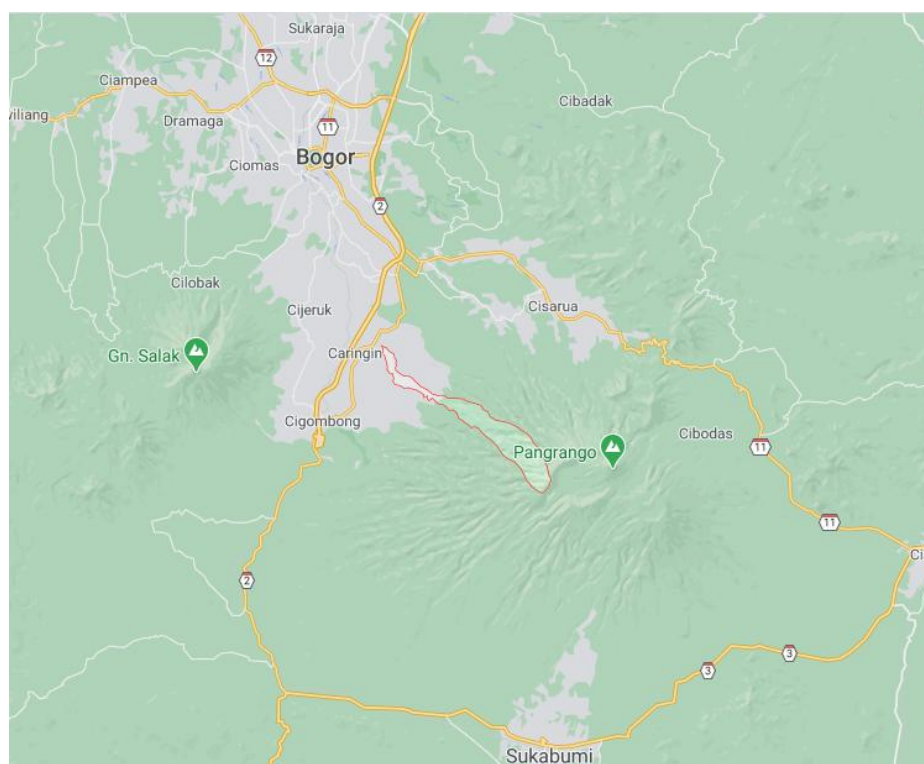 Sukaraja
12
Ciampea
Cibadak
viliang
Dramaga
11
Bogor
Ciomas
2
Cilobak
Cijeruk
Cisarua
Gn. Salak
Caringin
Cigombong
Cibodas
Pangrango
11
11
2
Ci
3
3
Sukabumi